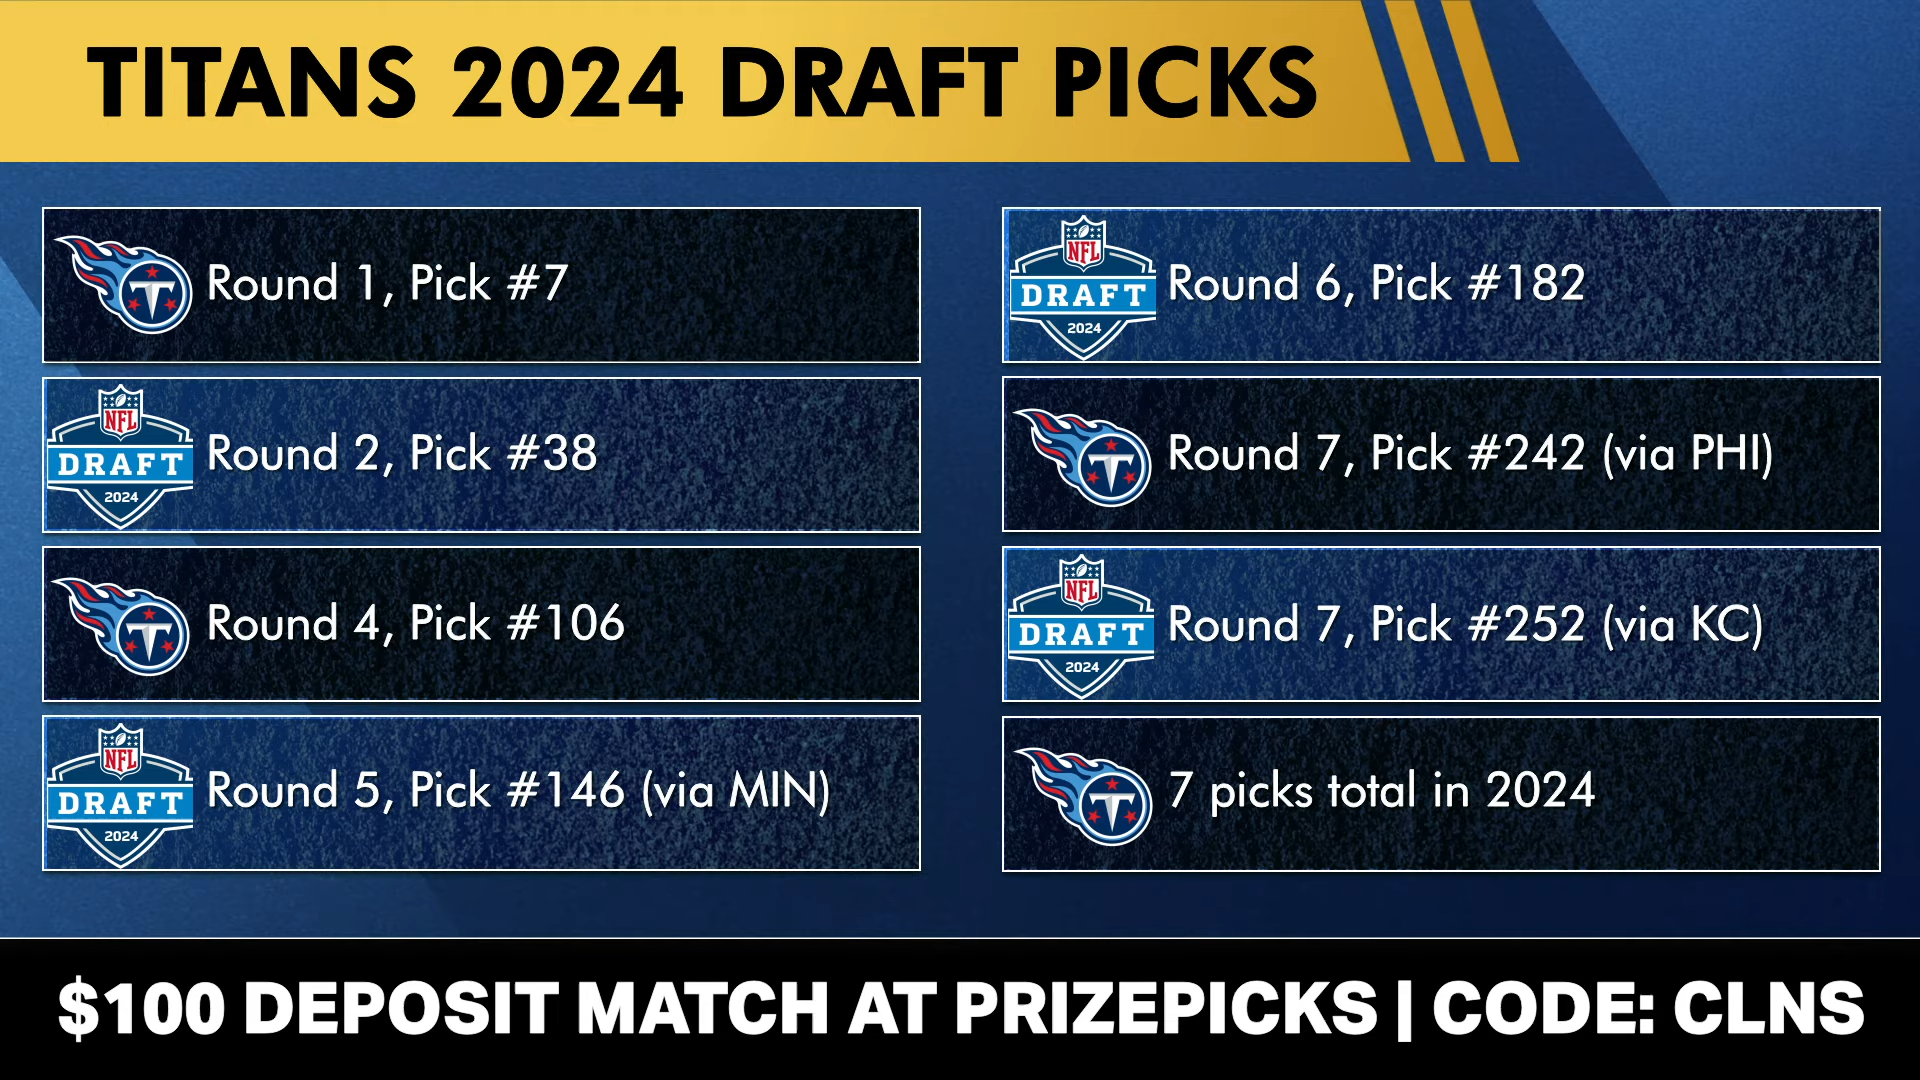 TITANS 2024 DRAFT PICKS
Round 1, Pick #7
NFL
DRAFT
2024
Round 2, Pick #38
Round 4, Pick #106
NFL
DRAFT
2024
Round 5, Pick #146 (via MIN)
NFL
DRAFT
2024
Round 6, Pick #182
Round 7, Pick #242 (via PHI)
NFL
DRAFT
2024
Round 7, Pick #252 (via KC)
7 picks total in 2024
$100 DEPOSIT MATCH AT PRIZEPICKS | CODE: CLNS